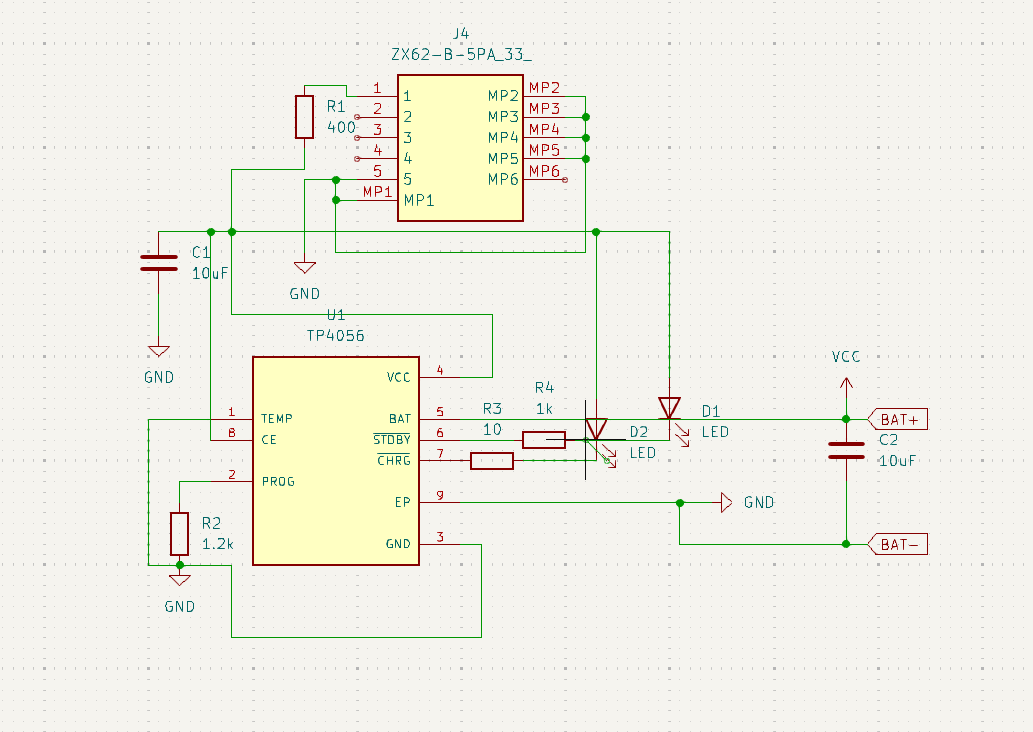 J4
ZX62-B-5PA_33_
1 1 MP2 MP2
R1 2 2 MP3 MP3
400 3 3 MP4 MP4
4 4 MP5 MP5
5 5 MP6 MP6
MP1 MP1
C1
10uF
GND
U1
TP4056
GND
VCC
VCC 4
R4
1k
R3
10
D1
LED
1 TEMP BAT 5
8 CE STDBY 6
CHRG 7
D2
LED
BAT+
C2
10uF
2 PROG
EP 9 GND
R2
1.2k
GND 3
BAT-
GND